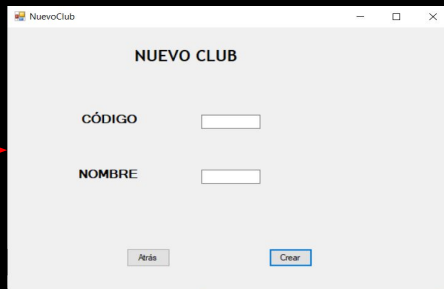 NuevoClub
NUEVO CLUB
CÓDIGO
NOMBRE
Atrás Crear